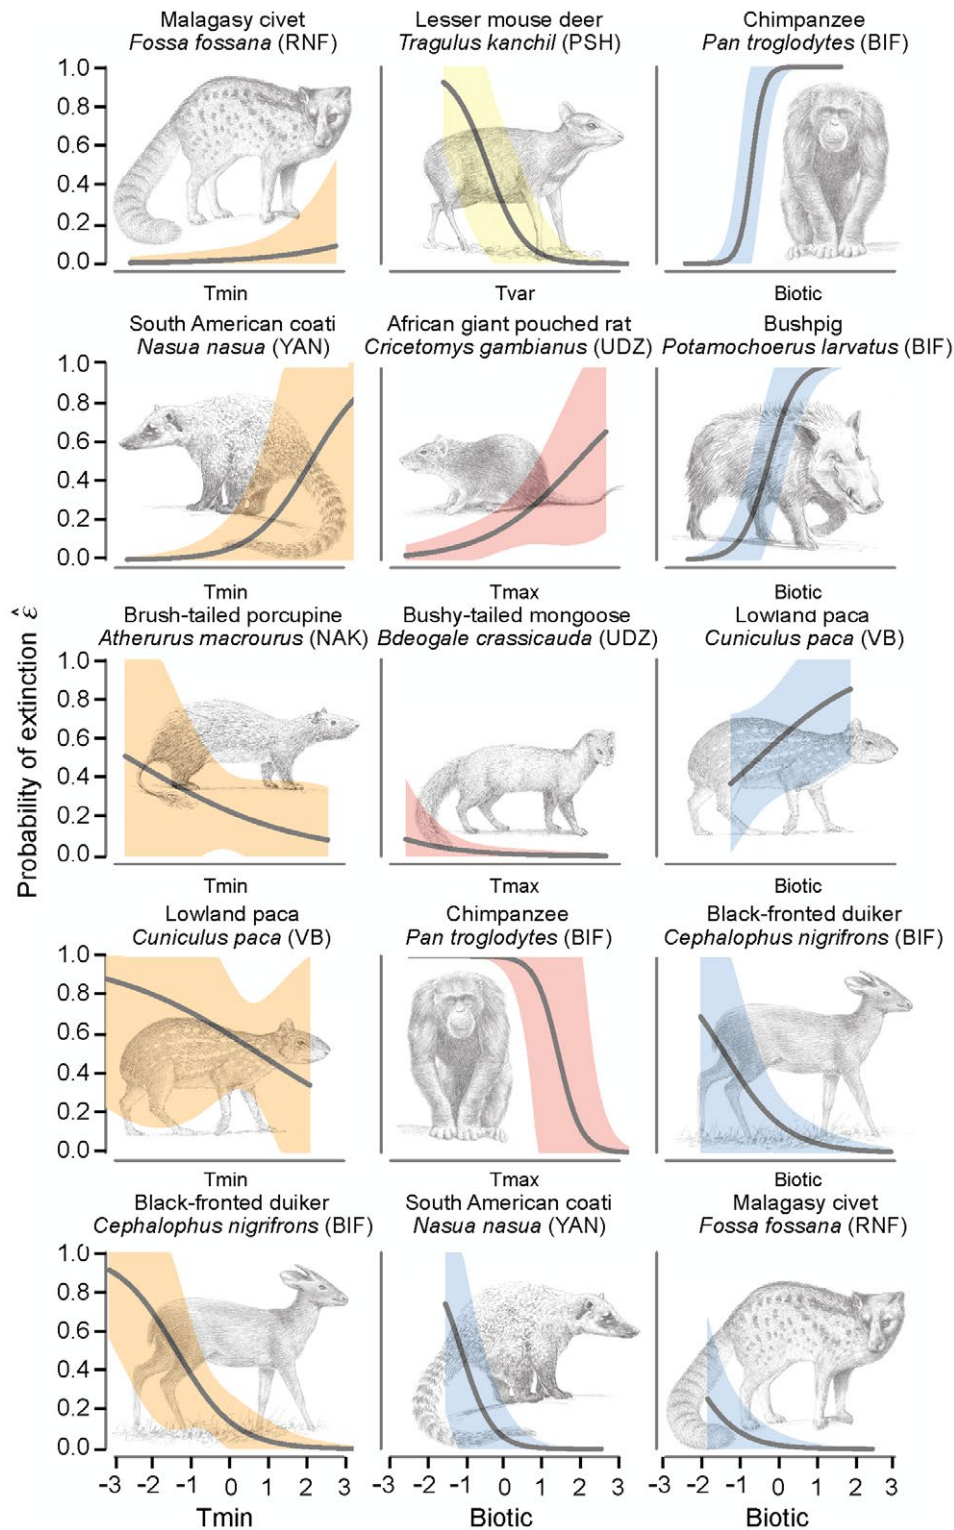 Malagasy civet
Fossa fossana (RNF)
Lesser mouse deer
Tragulus kanchil (PSH)
Chimpanzee
Pan troglodytes (BIF)
1.0
0.8
0.6
0.4
0.2
0.0
Tmin
Tvar
Biotic
South American coati
Nasua nasua (YAN)
African giant pouched rat
Cricetomys gambianus (UDZ)
Bushpig
Potamochoerus larvatus (BIF)
1.0
0.8
0.6
0.4
0.2
0.0
Tmin
Tmax
Biotic
Probability of extinction ε̂
Brush-tailed porcupine
Atherurus macrourus (NAK)
Bushy-tailed mongoose
Bdeogale crassicauda (UDZ)
Lowland paca
Cuniculus paca (VB)
1.0
0.8
0.6
0.4
0.2
0.0
Tmin
Tmax
Biotic
Lowland paca
Cuniculus paca (VB)
Chimpanzee
Pan troglodytes (BIF)
Black-fronted duiker
Cephalophus nigrifrons (BIF)
1.0
0.8
0.6
0.4
0.2
0.0
Tmin
Tmax
Biotic
Black-fronted duiker
Cephalophus nigrifrons (BIF)
South American coati
Nasua nasua (YAN)
Malagasy civet
Fossa fossana (RNF)
1.0
0.8
0.6
0.4
0.2
0.0
-3 -2 -1 0 1 2 3
-3 -2 -1 0 1 2 3
-3 -2 -1 0 1 2 3
Tmin
Biotic
Biotic